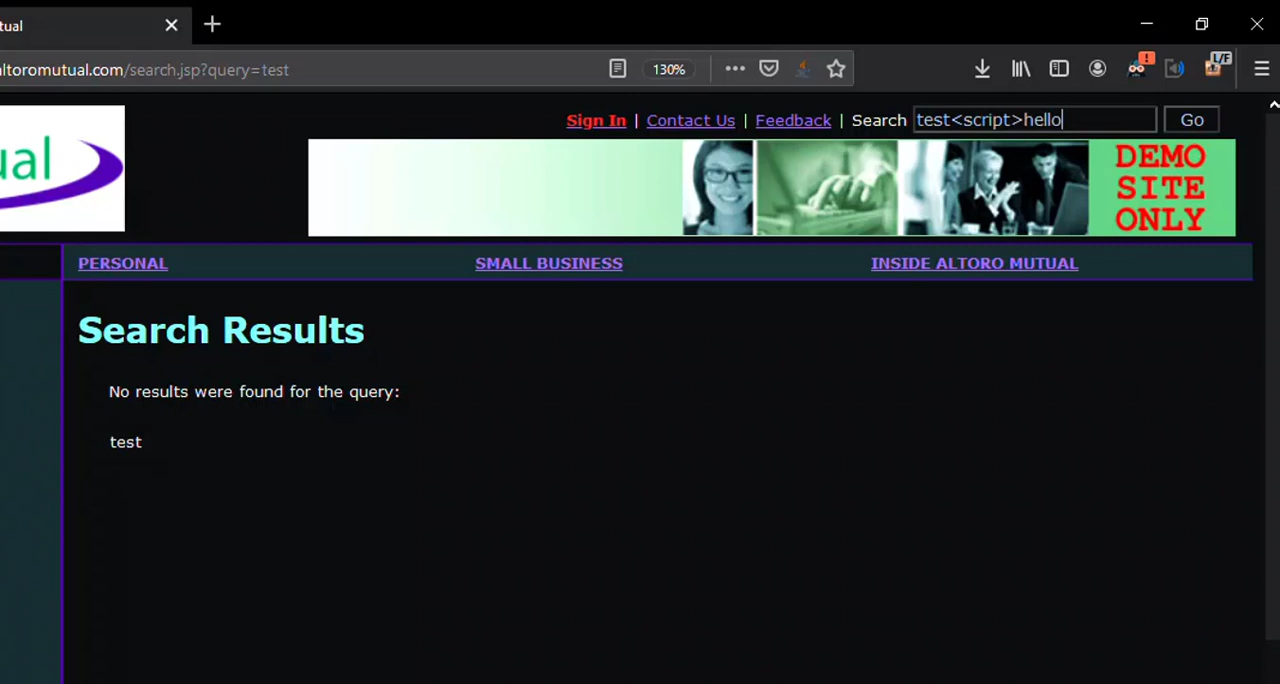 tual
altoromutual.com/search.jsp?query=test
130%
L/F
ual
Sign In | Contact Us | Feedback | Search test<script>hello Go
DEMO
SITE
ONLY
PERSONAL SMALL BUSINESS INSIDE ALTORO MUTUAL
Search Results
No results were found for the query:
test